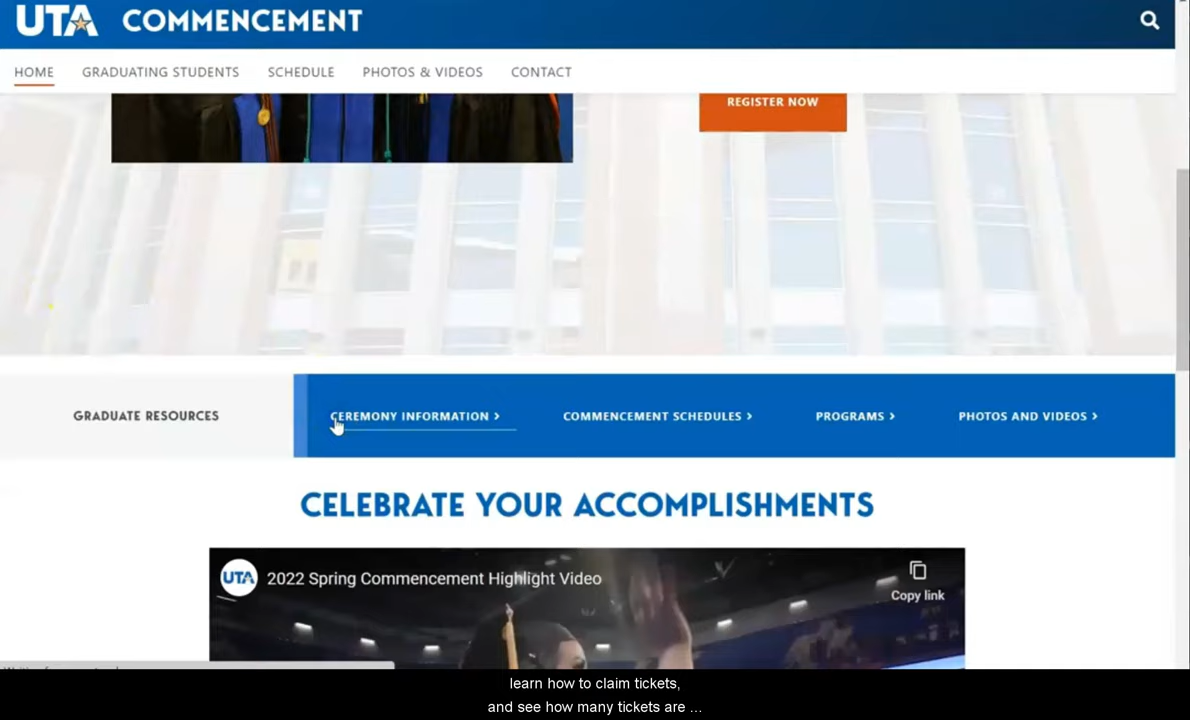 UTA COMMENCEMENT
HOME GRADUATING STUDENTS SCHEDULE PHOTOS & VIDEOS CONTACT
REGISTER NOW
GRADUATE RESOURCES CEREMONY INFORMATION › COMMENCEMENT SCHEDULES › PROGRAMS › PHOTOS AND VIDEOS ›
CELEBRATE YOUR ACCOMPLISHMENTS
UTA 2022 Spring Commencement Highlight Video
Copy link
learn how to claim tickets,
and see how many tickets are ...